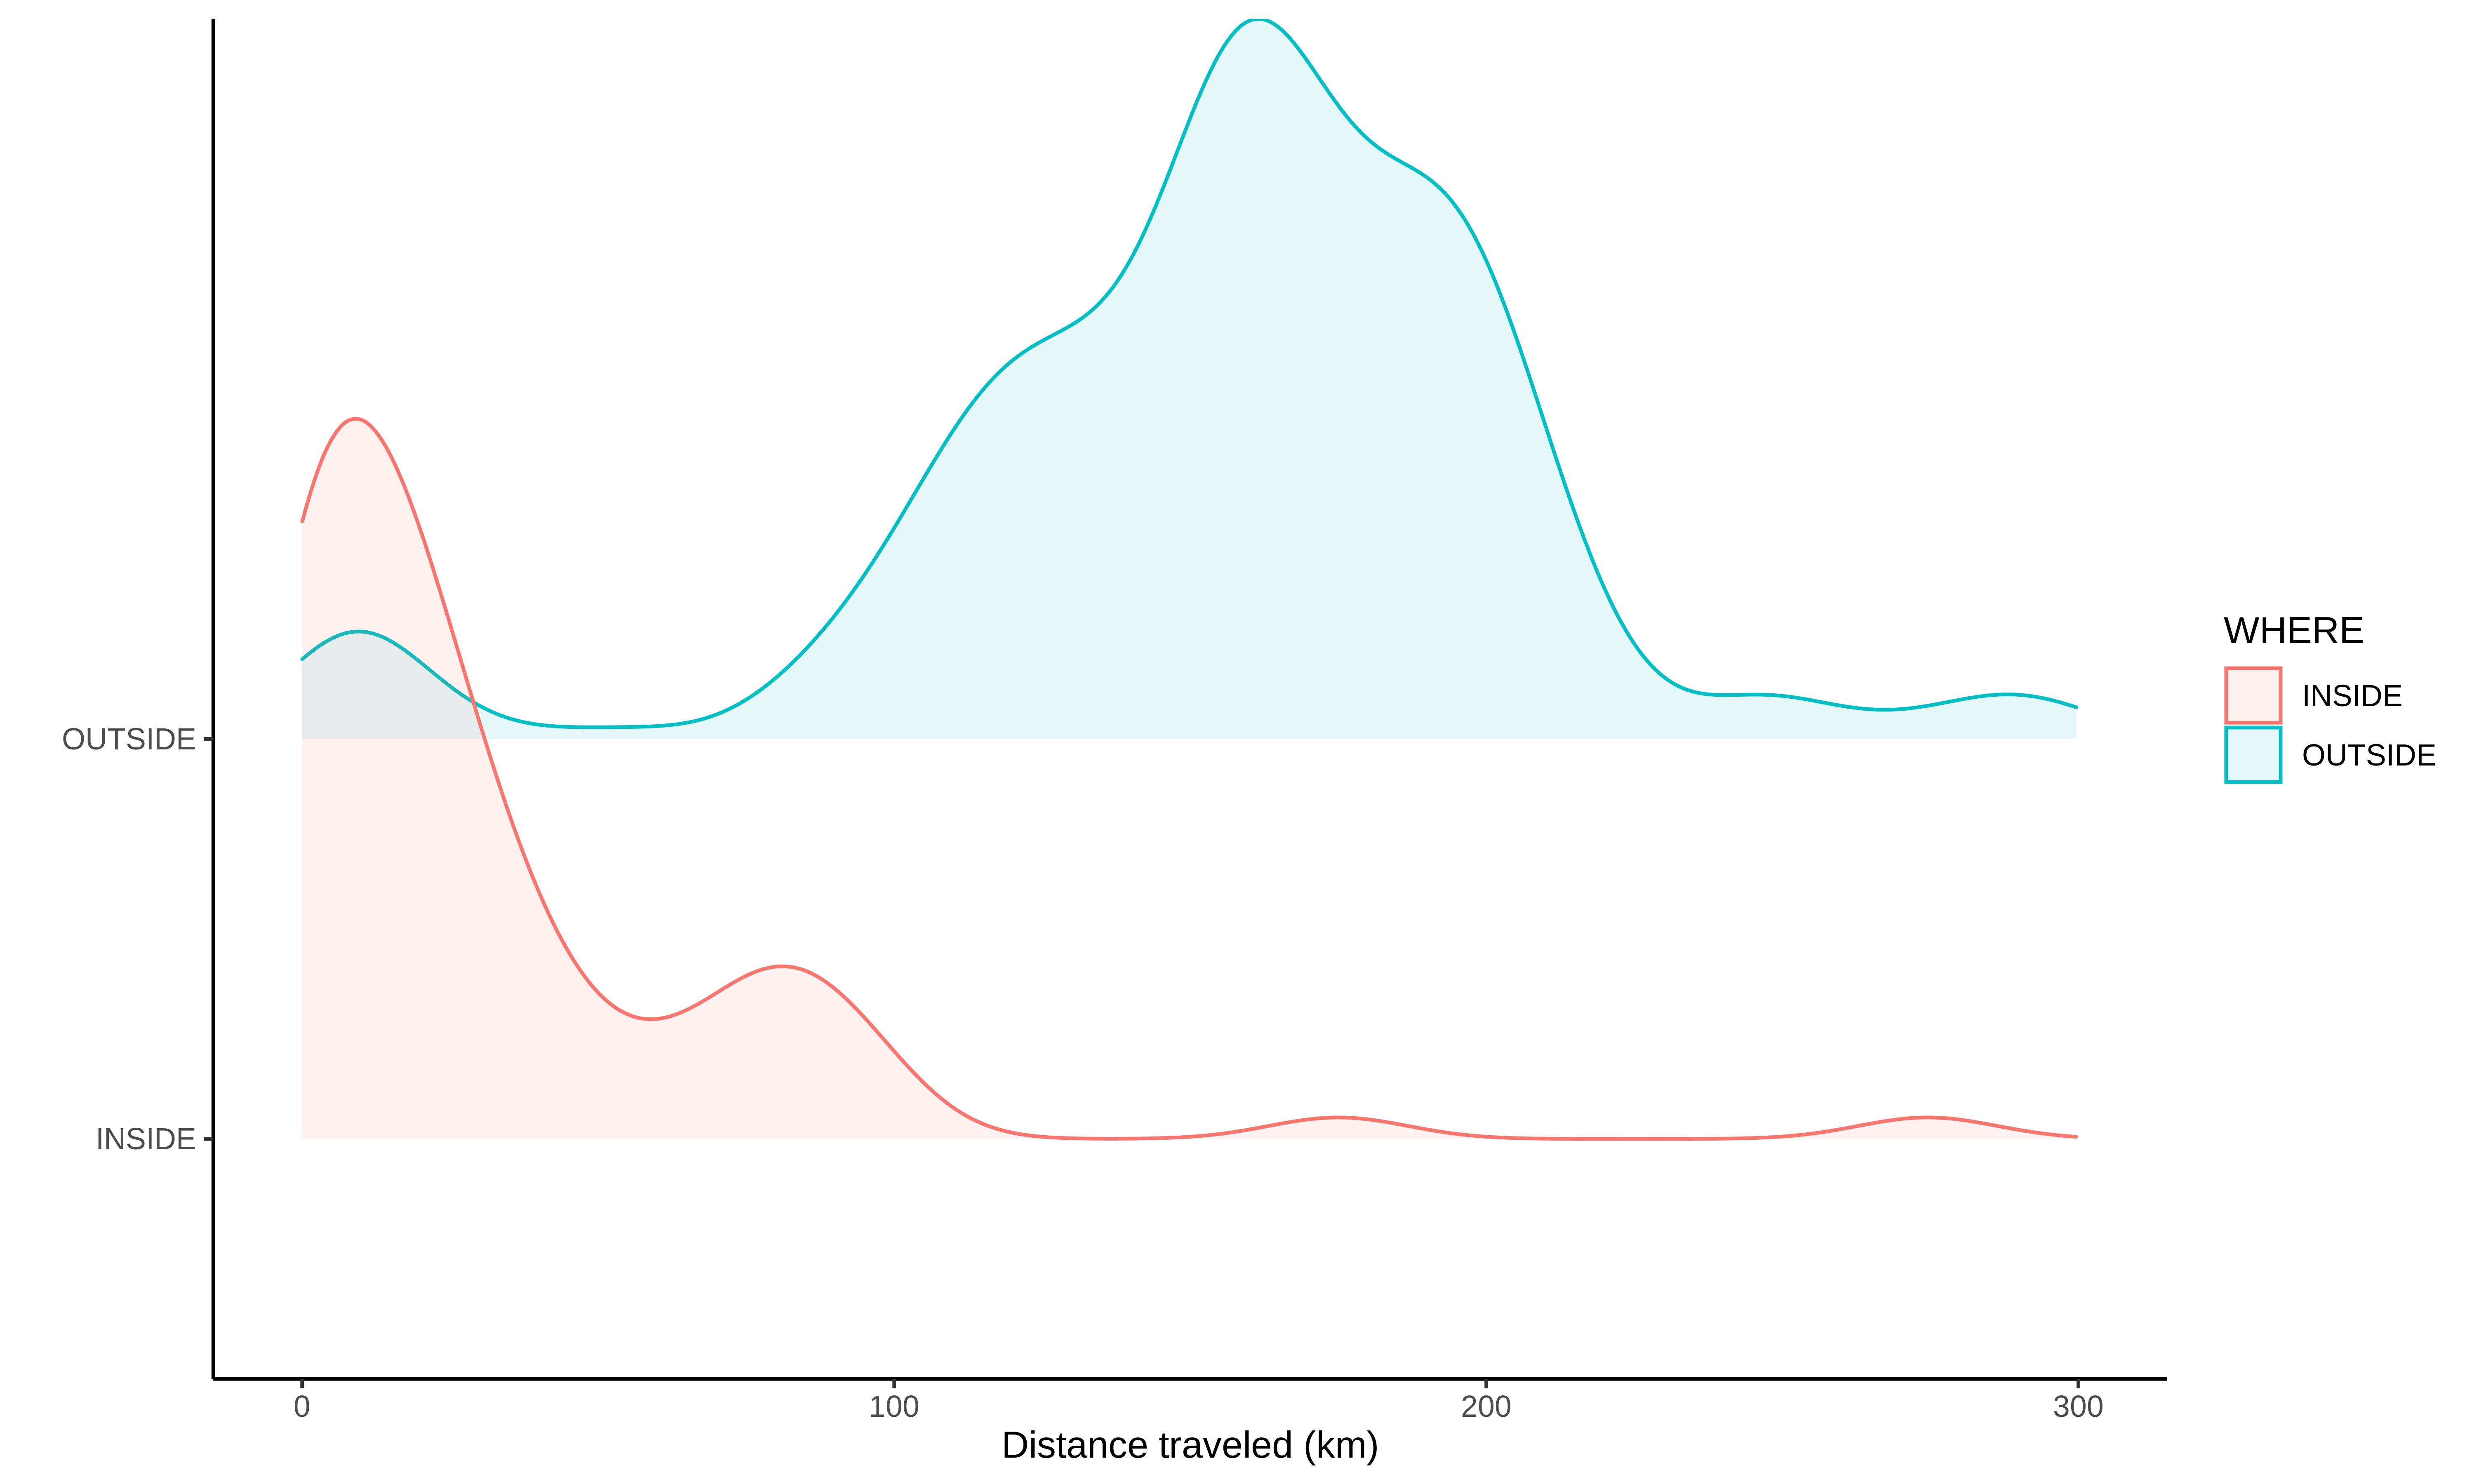 OUTSIDE
INSIDE
0 100 200 300
Distance traveled (km)
WHERE
INSIDE
OUTSIDE